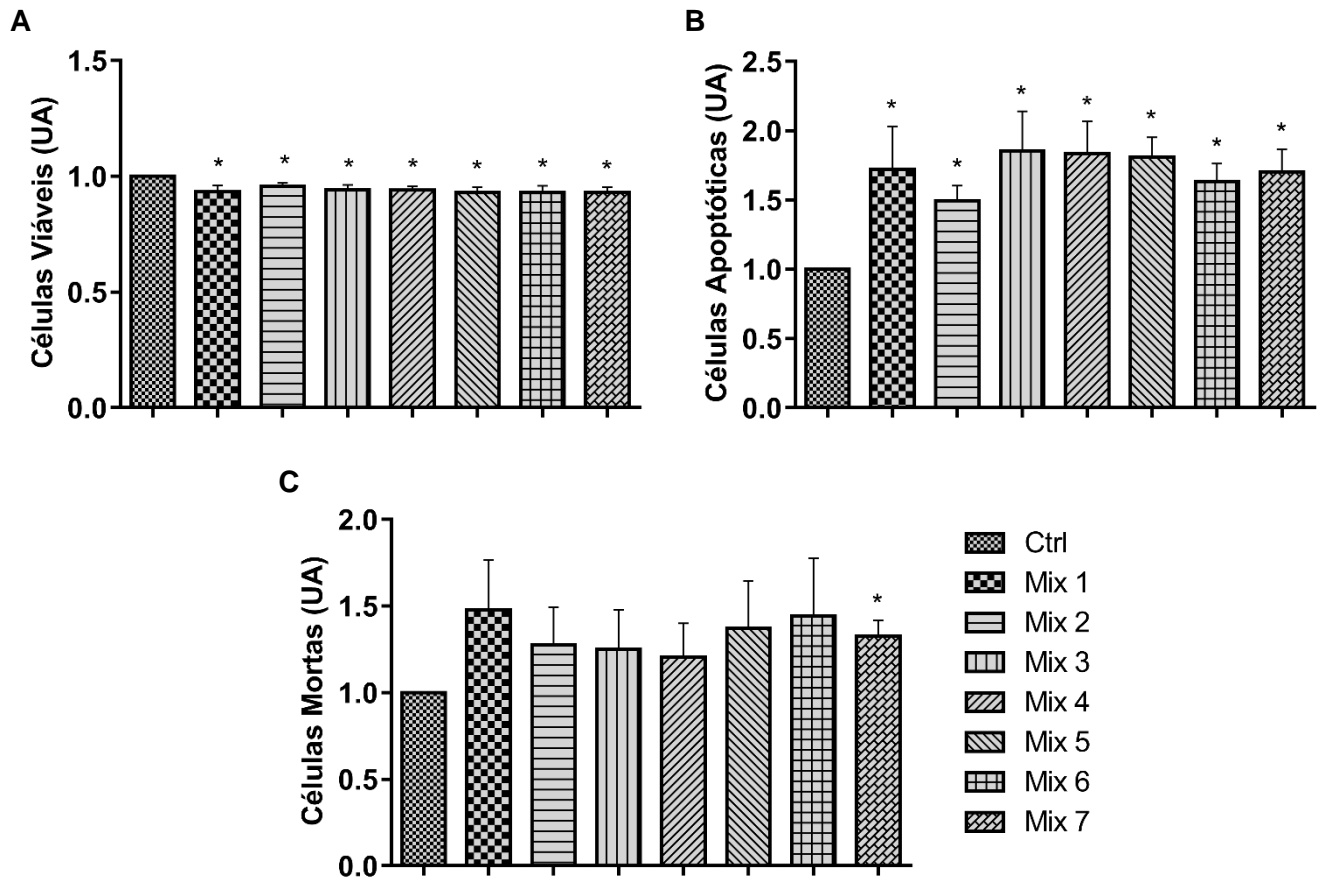 A
Células Viáveis (UA)
1.5
1.0
0.5
0.0
* * * * * * *
B
Células Apoptóticas (UA)
2.5
2.0
1.5
1.0
0.5
0.0
* * * * * * *
C
Células Mortas (UA)
2.0
1.5
1.0
0.5
0.0
*
Ctrl
Mix 1
Mix 2
Mix 3
Mix 4
Mix 5
Mix 6
Mix 7